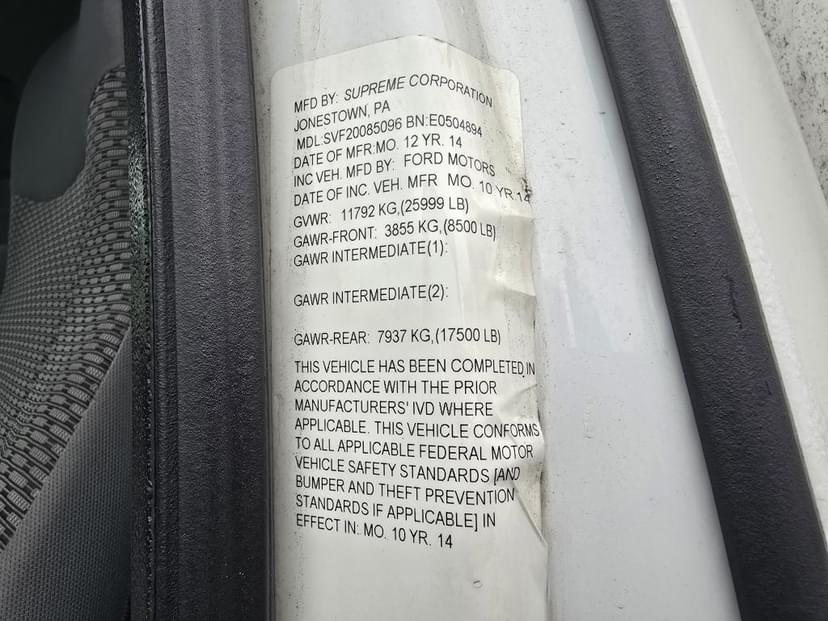 MFD BY: SUPREME CORPORATION
JONESTOWN, PA
MDL:SVF20085096 BN:E0504894
DATE OF MFR:MO. 12 YR. 14
INC VEH. MFD BY: FORD MOTORS
DATE OF INC. VEH. MFR MO. 10 YR.14
GVWR: 11792 KG,(25999 LB)
GAWR-FRONT: 3855 KG,(8500 LB)
GAWR INTERMEDIATE(1):
GAWR INTERMEDIATE(2):
GAWR-REAR: 7937 KG,(17500 LB)
THIS VEHICLE HAS BEEN COMPLETED IN
ACCORDANCE WITH THE PRIOR
MANUFACTURERS' IVD WHERE
APPLICABLE. THIS VEHICLE CONFORMS
TO ALL APPLICABLE FEDERAL MOTOR
VEHICLE SAFETY STANDARDS [AND
BUMPER AND THEFT PREVENTION
STANDARDS IF APPLICABLE] IN
EFFECT IN: MO. 10 YR. 14